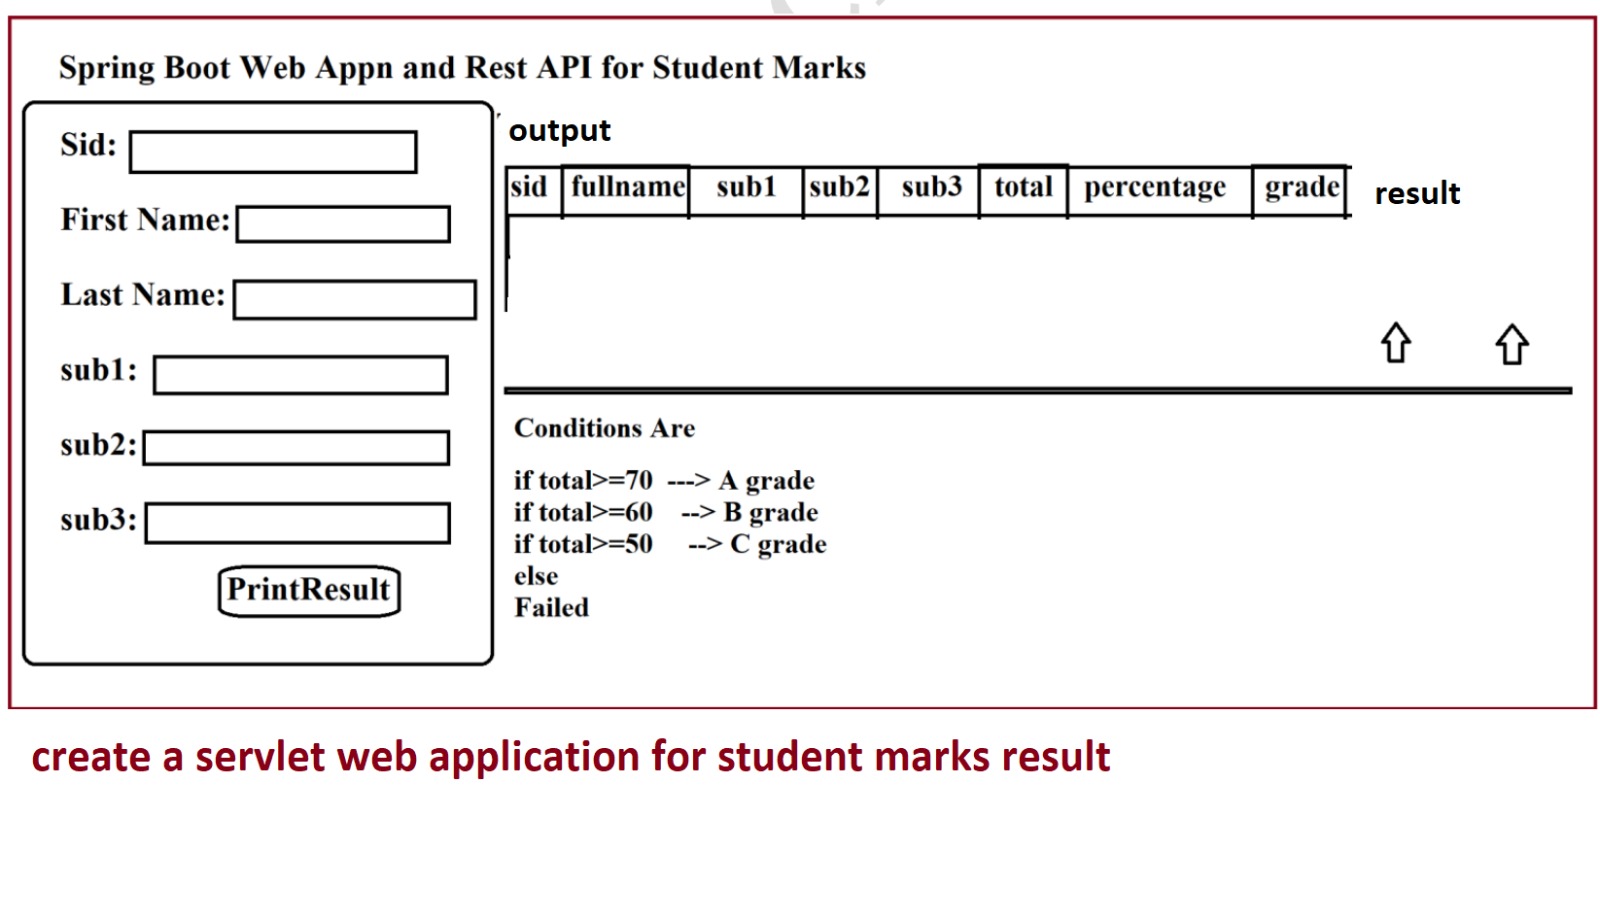 Spring Boot Web Appn and Rest API for Student Marks
Sid:
First Name:
Last Name:
sub1:
sub2:
sub3:
PrintResult
output
sid fullname sub1 sub2 sub3 total percentage grade result
Conditions Are
if total>=70 ---> A grade
if total>=60 --> B grade
if total>=50 --> C grade
else
Failed
create a servlet web application for student marks result